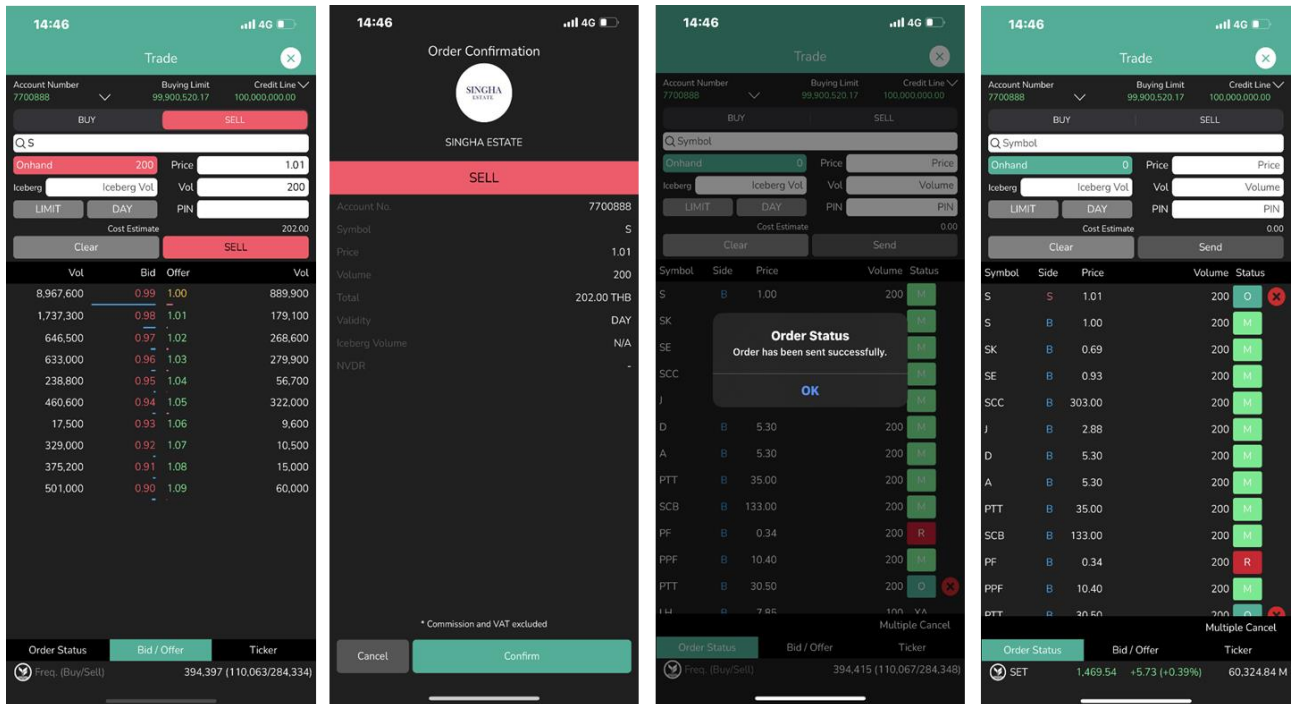 14:46
4G
Trade
Account Number Buying Limit Credit Line
7700888 99,900,520.17 100,000,000.00
BUY SELL
S
Onhand 200 Price 1.01
Iceberg Iceberg Vol Vol 200
LIMIT DAY PIN
Cost Estimate 202.00
Clear SELL
Vol Bid Offer Vol
8,967,600 0.99 1.00 889,900
1,737,300 0.98 1.01 179,100
646,500 0.97 1.02 268,600
633,000 0.96 1.03 279,900
238,800 0.95 1.04 56,700
460,600 0.94 1.05 322,000
17,500 0.93 1.06 9,600
329,000 0.92 1.07 10,500
375,200 0.91 1.08 15,000
501,000 0.90 1.09 60,000
Order Status Bid / Offer Ticker
Freq. (Buy/Sell) 394,397 (110,063/284,334)
14:46
4G
Order Confirmation
SINGHA
ESTATE
SINGHA ESTATE
SELL
Account No. 7700888
Symbol S
Price 1.01
Volume 200
Total 202.00 THB
Validity DAY
Iceberg Volume N/A
NVDR -
* Commission and VAT excluded
Cancel Confirm
14:46
4G
Trade
Account Number Buying Limit Credit Line
7700888 99,900,520.17 100,000,000.00
BUY SELL
Symbol
Onhand 0 Price Price
Iceberg Iceberg Vol Vol Volume
LIMIT DAY PIN PIN
Cost Estimate 0.00
Clear Send
Symbol Side Price Volume Status
S B 1.00 200 M
SK M
SE M
SCC M
J M
Order Status
Order has been sent successfully.
OK
D B 5.30 200 M
A B 5.30 200 M
PTT B 35.00 200 M
SCB B 133.00 200 M
PF B 0.34 200 R
PPF B 10.40 200 M
PTT B 30.50 200 O
LH B 7.85 100 XA
Multiple Cancel
Order Status Bid / Offer Ticker
Freq. (Buy/Sell) 394,415 (110,067/284,348)
14:46
4G
Trade
Account Number Buying Limit Credit Line
7700888 99,900,520.17 100,000,000.00
BUY SELL
Symbol
Onhand 0 Price Price
Iceberg Iceberg Vol Vol Volume
LIMIT DAY PIN PIN
Cost Estimate 0.00
Clear Send
Symbol Side Price Volume Status
S S 1.01 200 O
S B 1.00 200 M
SK B 0.69 200 M
SE B 0.93 200 M
SCC B 303.00 200 M
J B 2.88 200 M
D B 5.30 200 M
A B 5.30 200 M
PTT B 35.00 200 M
SCB B 133.00 200 M
PF B 0.34 200 R
PPF B 10.40 200 M
PTT B 30.50 200 O
Multiple Cancel
Order Status Bid / Offer Ticker
SET 1,469.54 +5.73 (+0.39%) 60,324.84 M